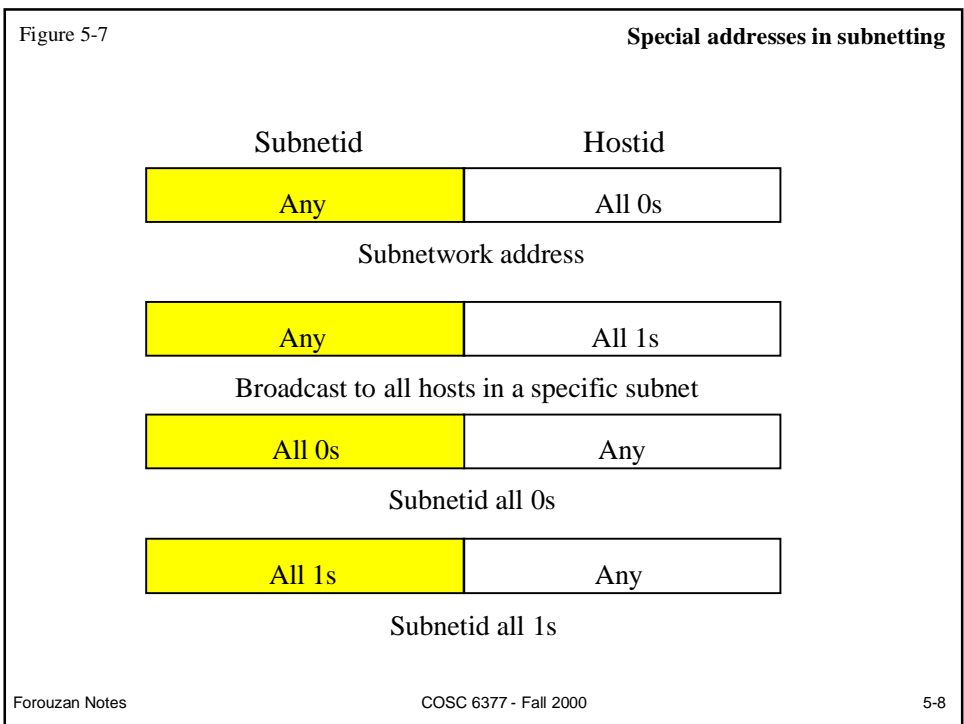 Figure 5-7 Special addresses in subnetting
Subnetid Hostid
Any All 0s
Subnetwork address
Any All 1s
Broadcast to all hosts in a specific subnet
All 0s Any
Subnetid all 0s
All 1s Any
Subnetid all 1s
Forouzan Notes COSC 6377 - Fall 2000 5-8